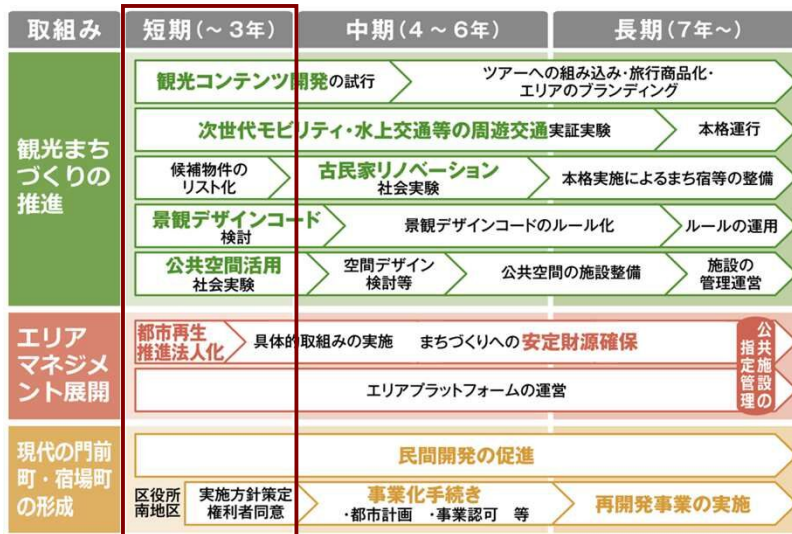 取組み
短期(～3年)
中期(4～6年)
長期(7年～)
観光まち
づくりの
推進
観光コンテンツ開発の試行
ツアーへの組み込み・旅行商品化・
エリアのブランディング
次世代モビリティ・水上交通等の周遊交通実証実験
本格運行
候補物件の
リスト化
古民家リノベーション
社会実験
本格実施によるまち宿等の整備
景観デザインコード
検討
景観デザインコードのルール化
ルールの運用
公共空間活用
社会実験
空間デザイン
検討等
公共空間の施設整備
施設の
管理運営
エリア
マネジメ
ント展開
都市再生
推進法人化
具体的取組みの実施
まちづくりへの安定財源確保
エリアプラットフォームの運営
公共施設の
指定管理
現代の門前
町・宿場町
の形成
民間開発の促進
区役所
南地区
実施方針策定
権利者同意
事業化手続き
・都市計画 ・事業認可 等
再開発事業の実施